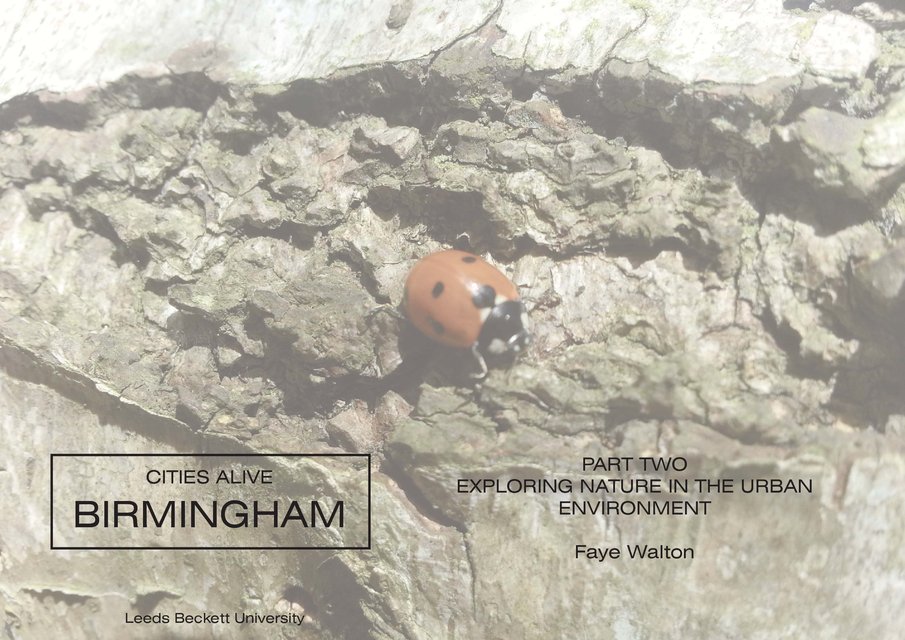 CITIES ALIVE
BIRMINGHAM
Leeds Beckett University
PART TWO
EXPLORING NATURE IN THE URBAN
ENVIRONMENT
Faye Walton